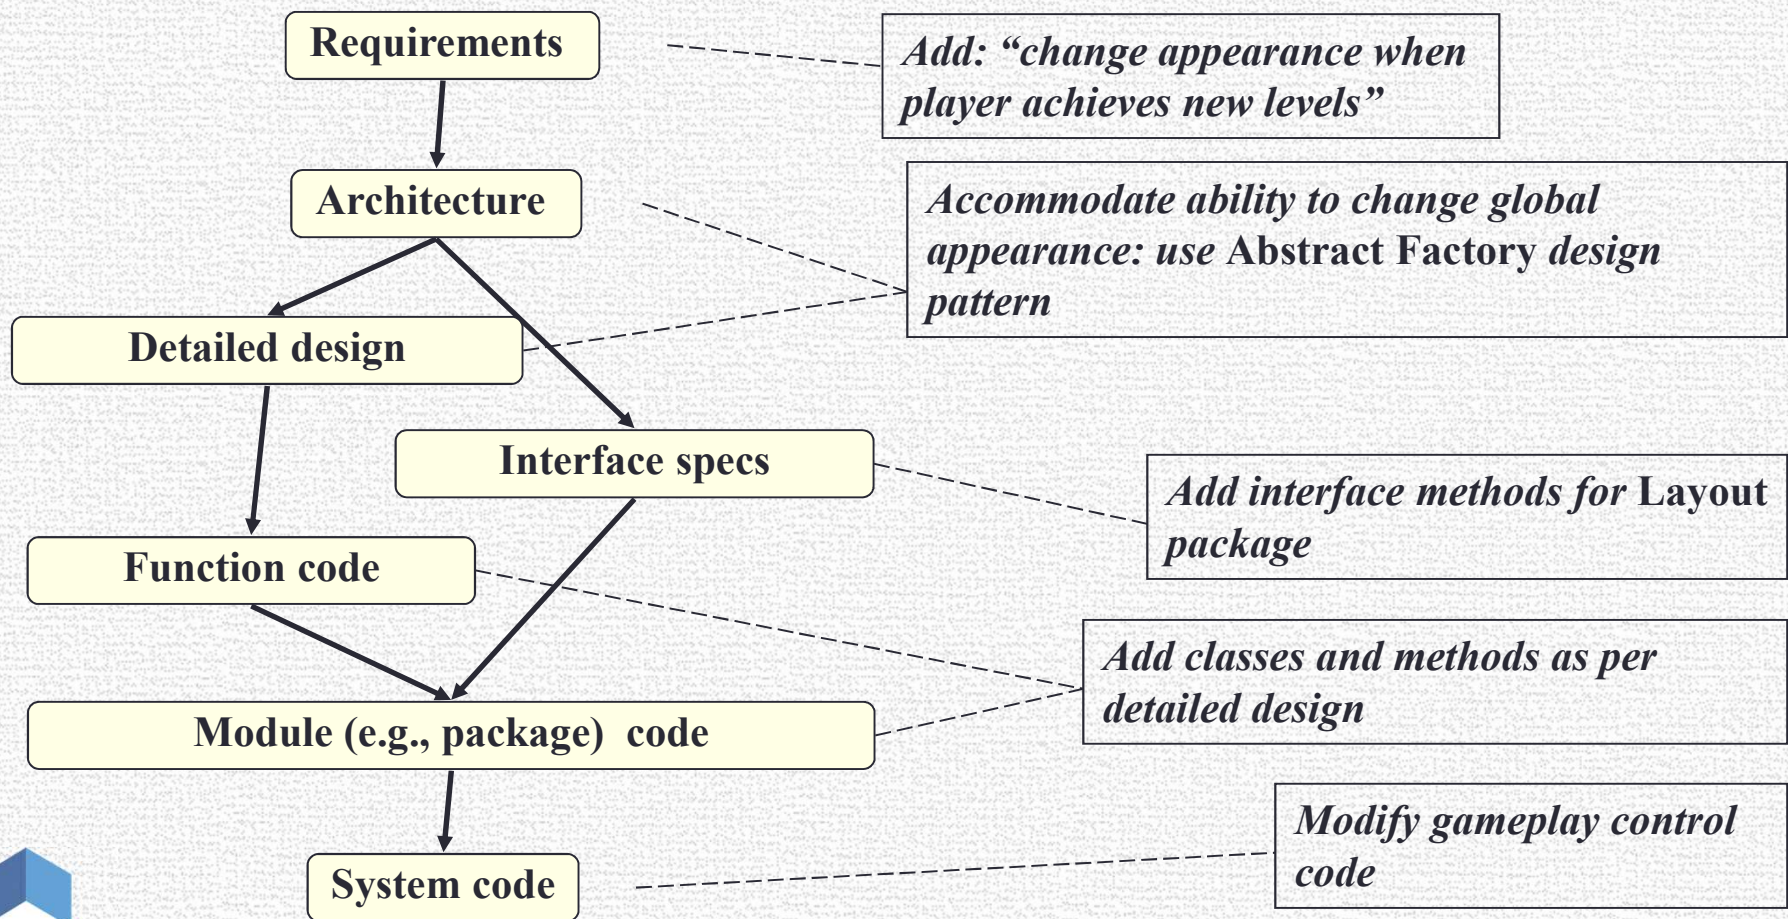 Requirements
Add: “change appearance when
player achieves new levels”
Architecture
Accommodate ability to change global
appearance: use Abstract Factory design
pattern
Detailed design
Interface specs
Add interface methods for Layout
package
Function code
Add classes and methods as per
detailed design
Module (e.g., package) code
Modify gameplay control
code
System code